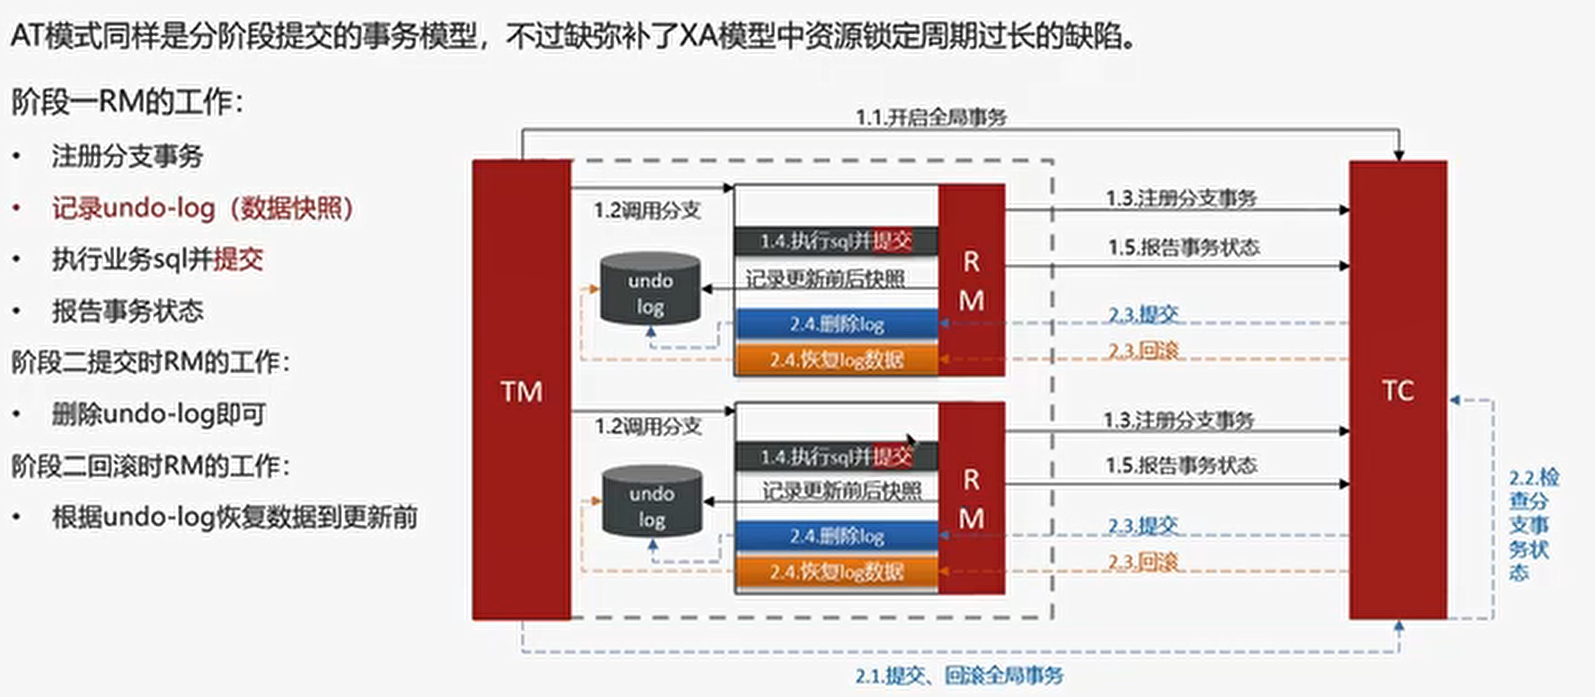 AT模式同样是分阶段提交的事务模型，不过缺弥补了XA模型中资源锁定周期过长的缺陷。
阶段一RM的工作：
• 注册分支事务
• 记录undo-log（数据快照）
• 执行业务sql并提交
• 报告事务状态
阶段二提交时RM的工作：
• 删除undo-log即可
阶段二回滚时RM的工作：
• 根据undo-log恢复数据到更新前
1.1.开启全局事务
TM
1.2调用分支
1.4.执行sql并提交
记录更新前后快照
undo
log
2.4.删除log
2.4.恢复log数据
R
M
1.3.注册分支事务
1.5.报告事务状态
2.3.提交
2.3.回滚
1.2调用分支
1.4.执行sql并提交
记录更新前后快照
undo
log
2.4.删除log
2.4.恢复log数据
R
M
1.3.注册分支事务
1.5.报告事务状态
2.3.提交
2.3.回滚
TC
2.2.检
查分
支事
务状
态
2.1.提交、回滚全局事务